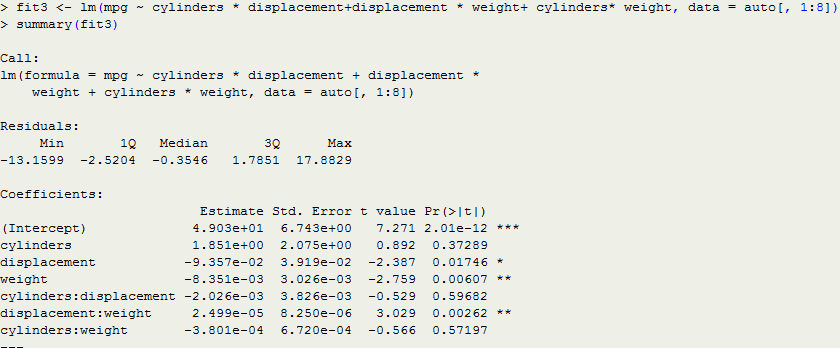 > fit3 <- lm(mpg ~ cylinders * displacement+displacement * weight+ cylinders* weight, data = auto[, 1:8])
> summary(fit3)
Call:
lm(formula = mpg ~ cylinders * displacement + displacement *
    weight + cylinders * weight, data = auto[, 1:8])
Residuals:
     Min       1Q   Median       3Q      Max
-13.1599  -2.5204  -0.3546   1.7851  17.8829
Coefficients:
                         Estimate Std. Error t value Pr(>|t|)
(Intercept)             4.903e+01  6.743e+00   7.271 2.01e-12 ***
cylinders               1.851e+00  2.075e+00   0.892  0.37289
displacement           -9.357e-02  3.919e-02  -2.387  0.01746 *
weight                 -8.351e-03  3.026e-03  -2.759  0.00607 **
cylinders:displacement -2.026e-03  3.826e-03  -0.529  0.59682
displacement:weight     2.499e-05  8.250e-06   3.029  0.00262 **
cylinders:weight       -3.801e-04  6.720e-04  -0.566  0.57197
---